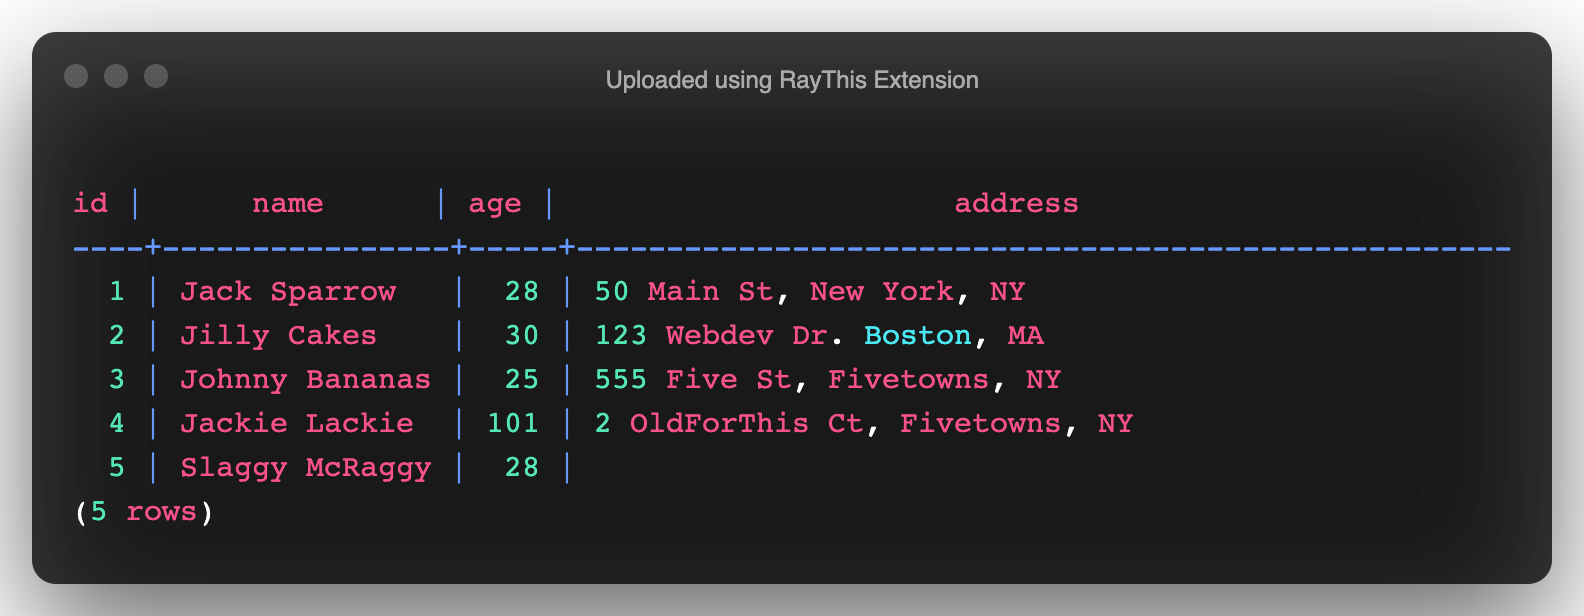 Uploaded using RayThis Extension
id |      name      | age |                      address
----+----------------+-----+----------------------------------------------------
  1 | Jack Sparrow   |  28 | 50 Main St, New York, NY
  2 | Jilly Cakes    |  30 | 123 Webdev Dr. Boston, MA
  3 | Johnny Bananas |  25 | 555 Five St, Fivetowns, NY
  4 | Jackie Lackie  | 101 | 2 OldForThis Ct, Fivetowns, NY
  5 | Slaggy McRaggy |  28 |
(5 rows)